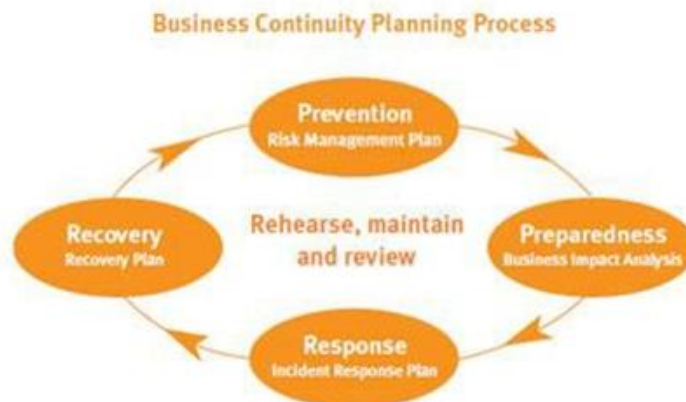 Business Continuity Planning Process
Prevention
Risk Management Plan
Recovery
Recovery Plan
Rehearse, maintain
and review
Preparedness
Business Impact Analysis
Response
Incident Response Plan